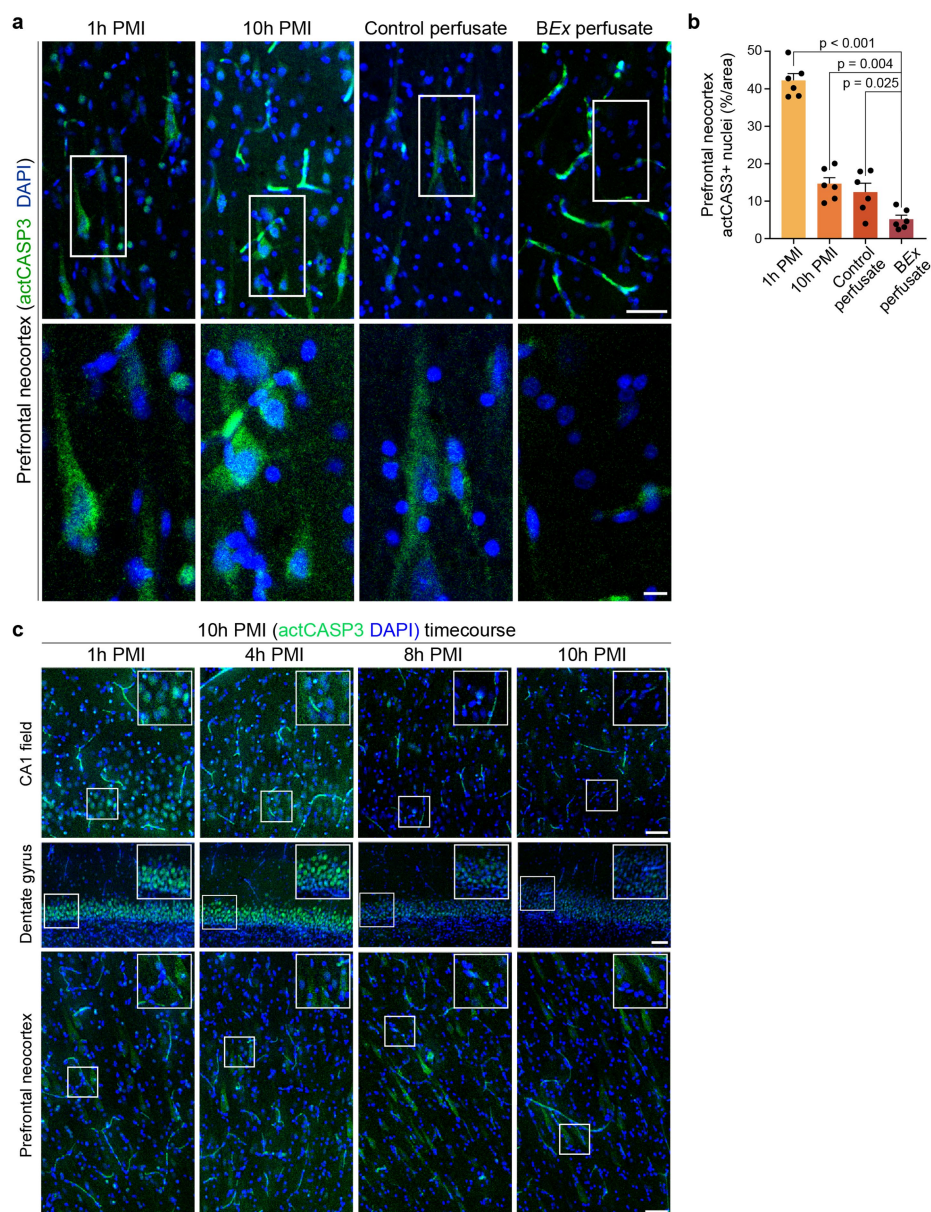 a
1h PMI
10h PMI
Control perfusate
BEx perfusate
Prefrontal neocortex (actCASP3 DAPI)
b
Prefrontal neocortex
actCAS3+ nuclei (%/area)
50
40
30
20
10
0
p < 0.001
p = 0.004
p = 0.025
1h PMI
10h PMI
Control
perfusate
BEx
perfusate
c
10h PMI (actCASP3 DAPI) timecourse
1h PMI
4h PMI
8h PMI
10h PMI
CA1 field
Dentate gyrus
Prefrontal neocortex